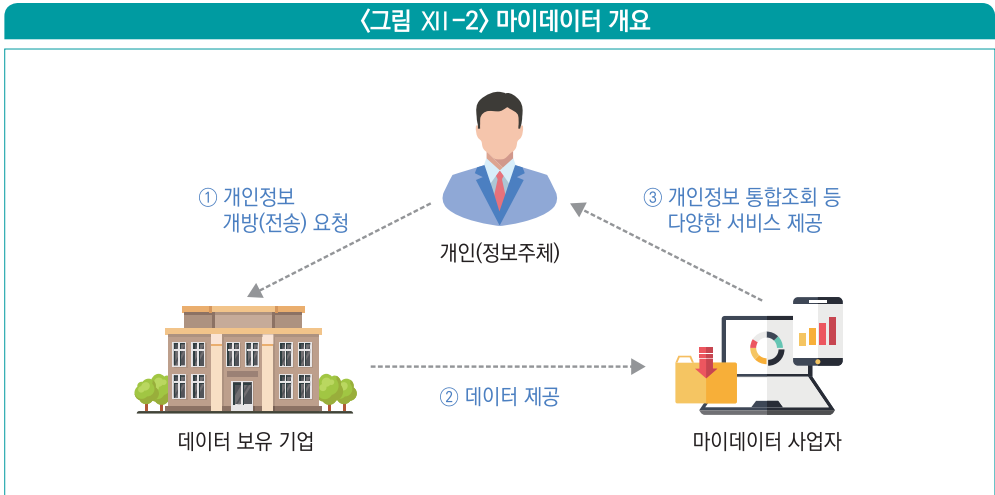 〈그림 XII-2〉 마이데이터 개요
① 개인정보
개방(전송) 요청
③ 개인정보 통합조회 등
다양한 서비스 제공
개인(정보주체)
② 데이터 제공
데이터 보유 기업
마이데이터 사업자